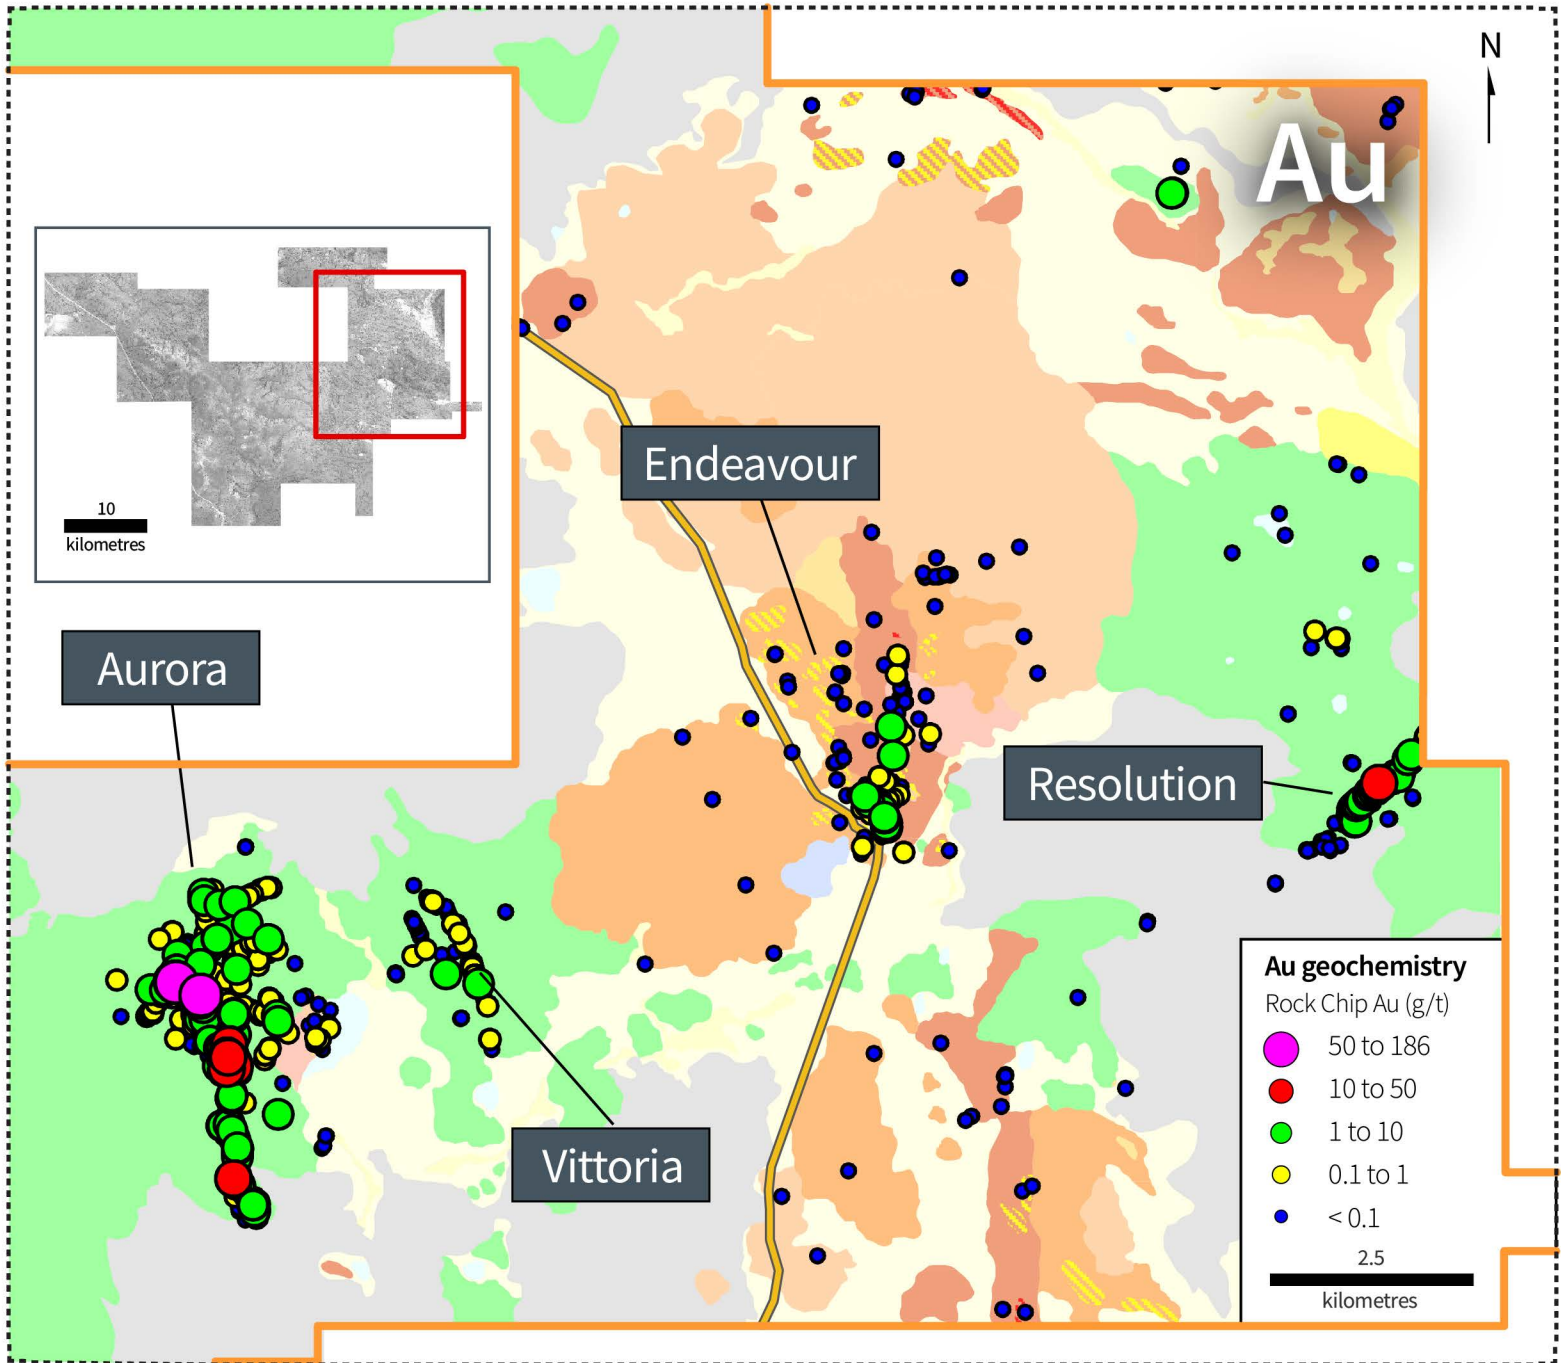 N
Au
10
kilometres
Endeavour
Aurora
Resolution
Vittoria
Au geochemistry
Rock Chip Au (g/t)
50 to 186
10 to 50
1 to 10
0.1 to 1
< 0.1
2.5
kilometres